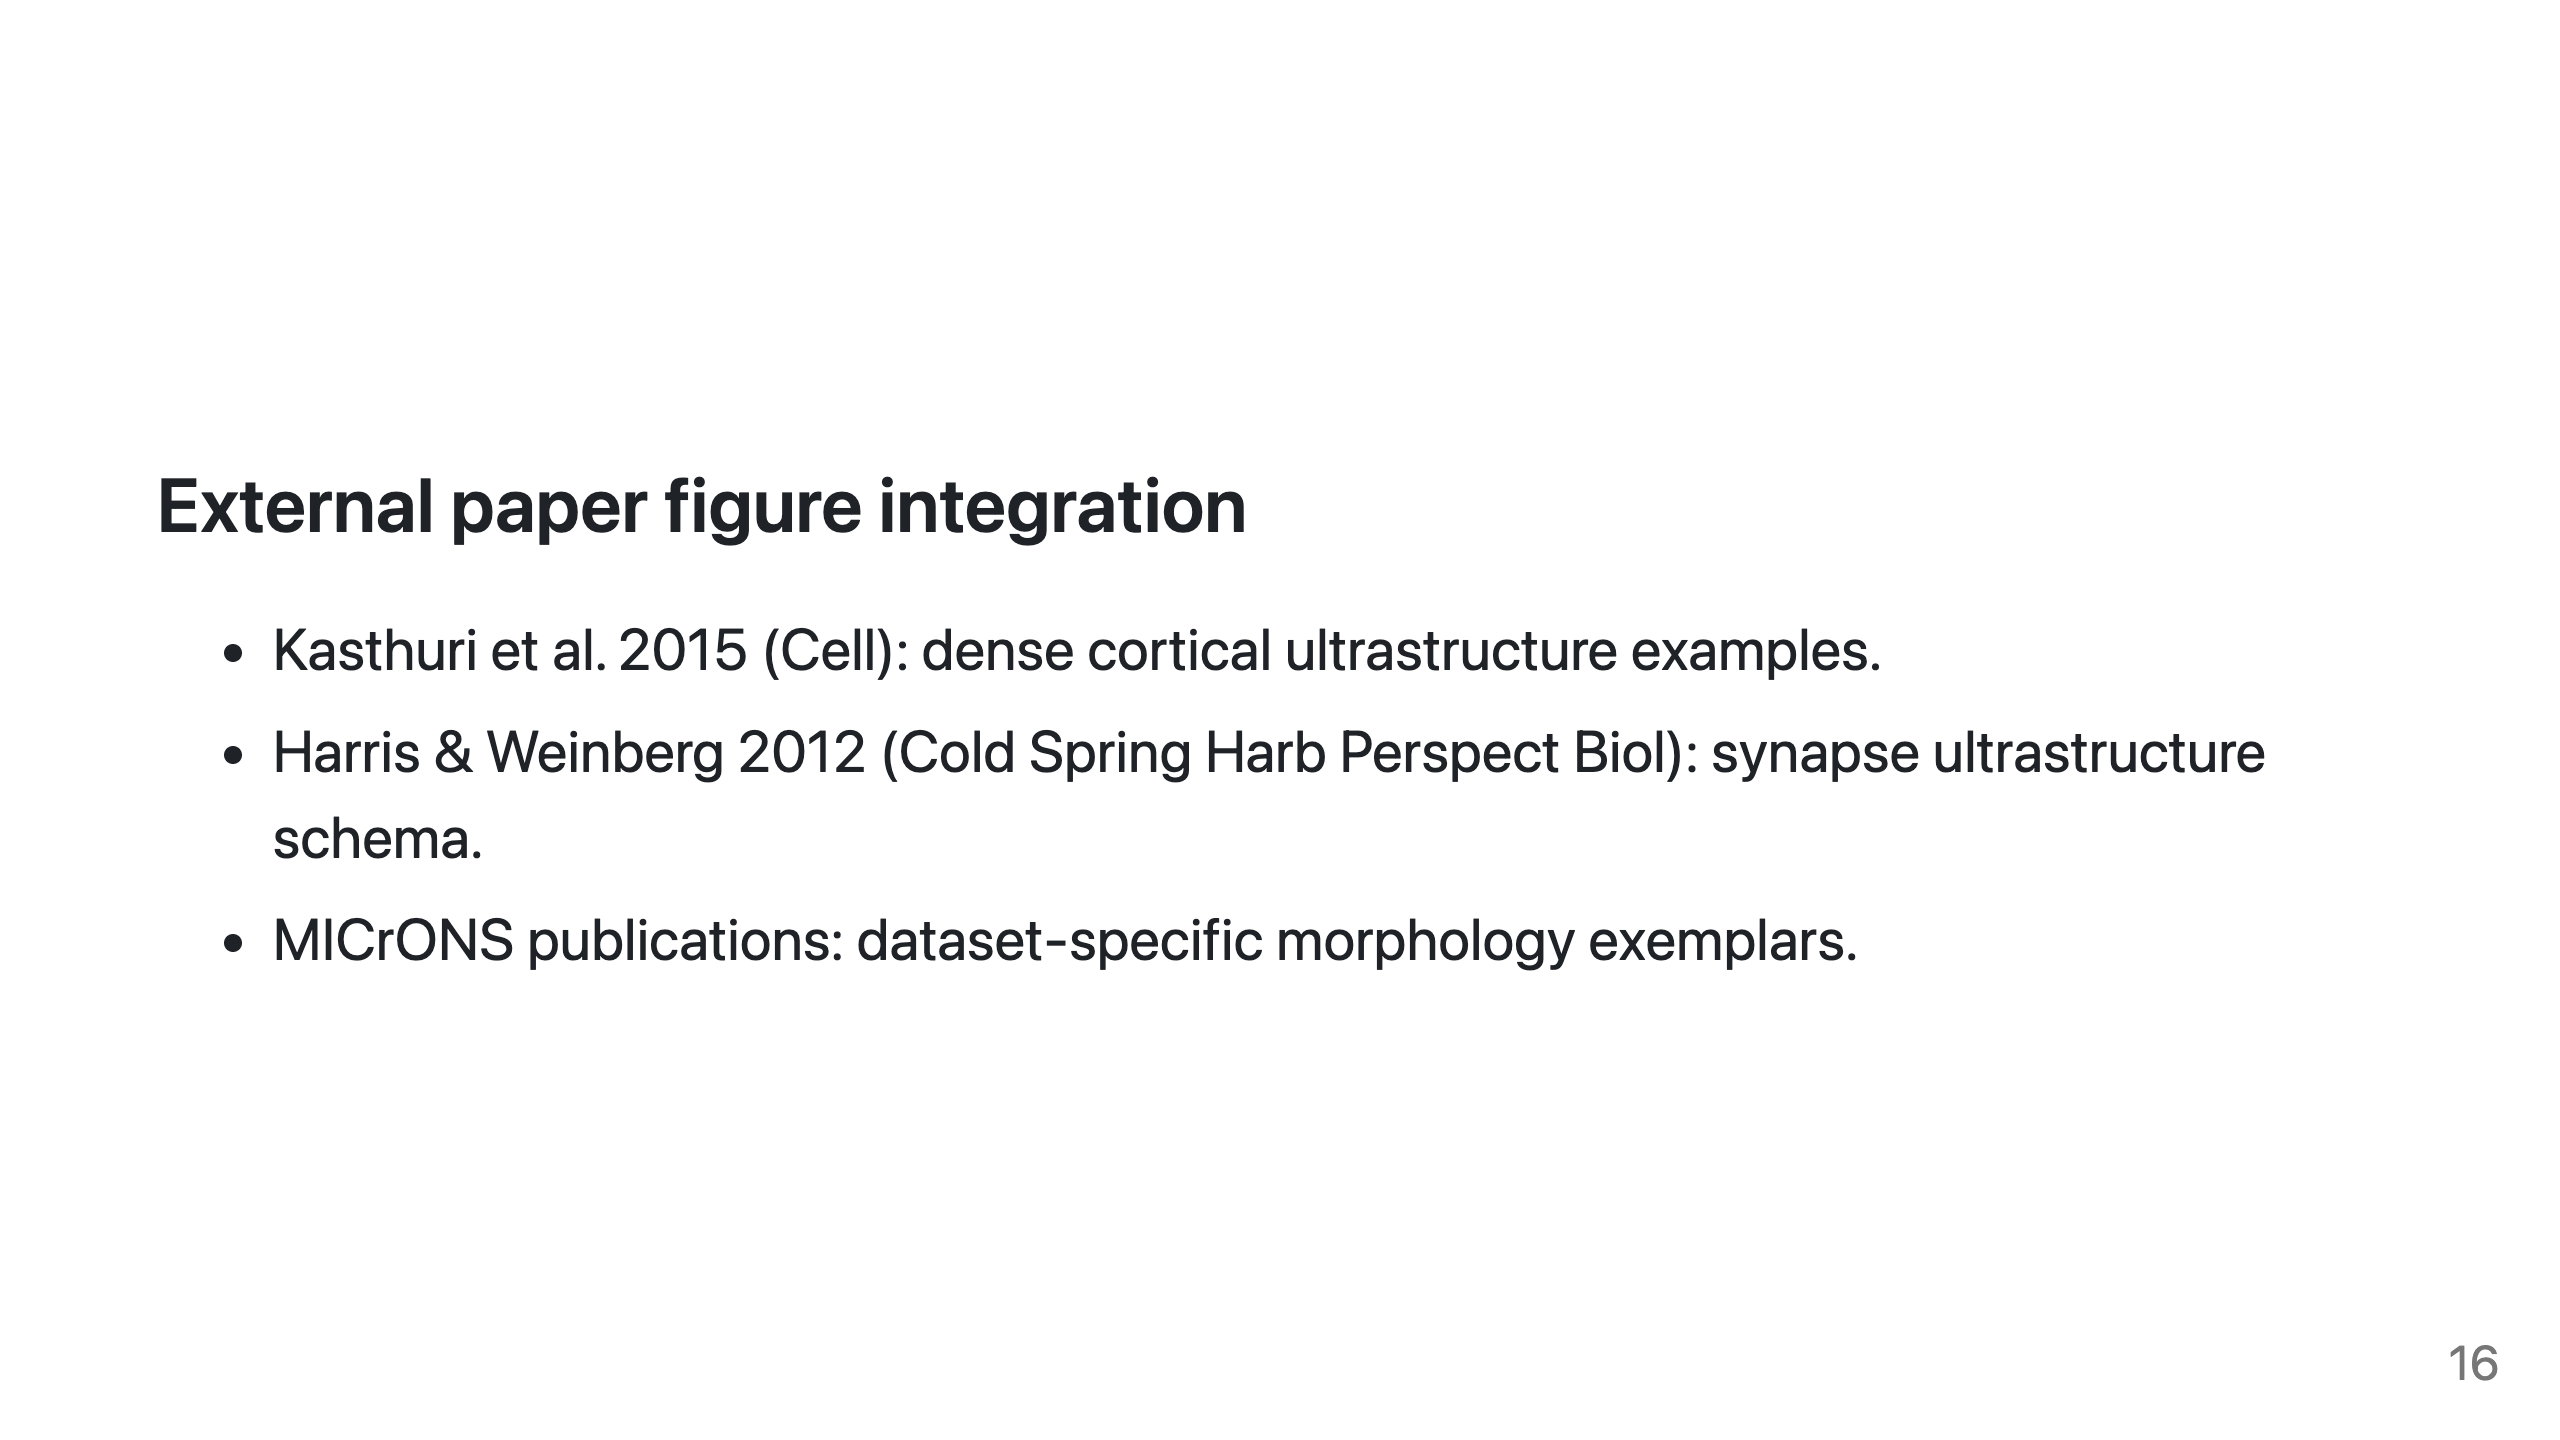 External paper figure integration
• Kasthuri et al. 2015 (Cell): dense cortical ultrastructure examples.
• Harris & Weinberg 2012 (Cold Spring Harb Perspect Biol): synapse ultrastructure
schema.
• MICrONS publications: dataset-specific morphology exemplars.
16